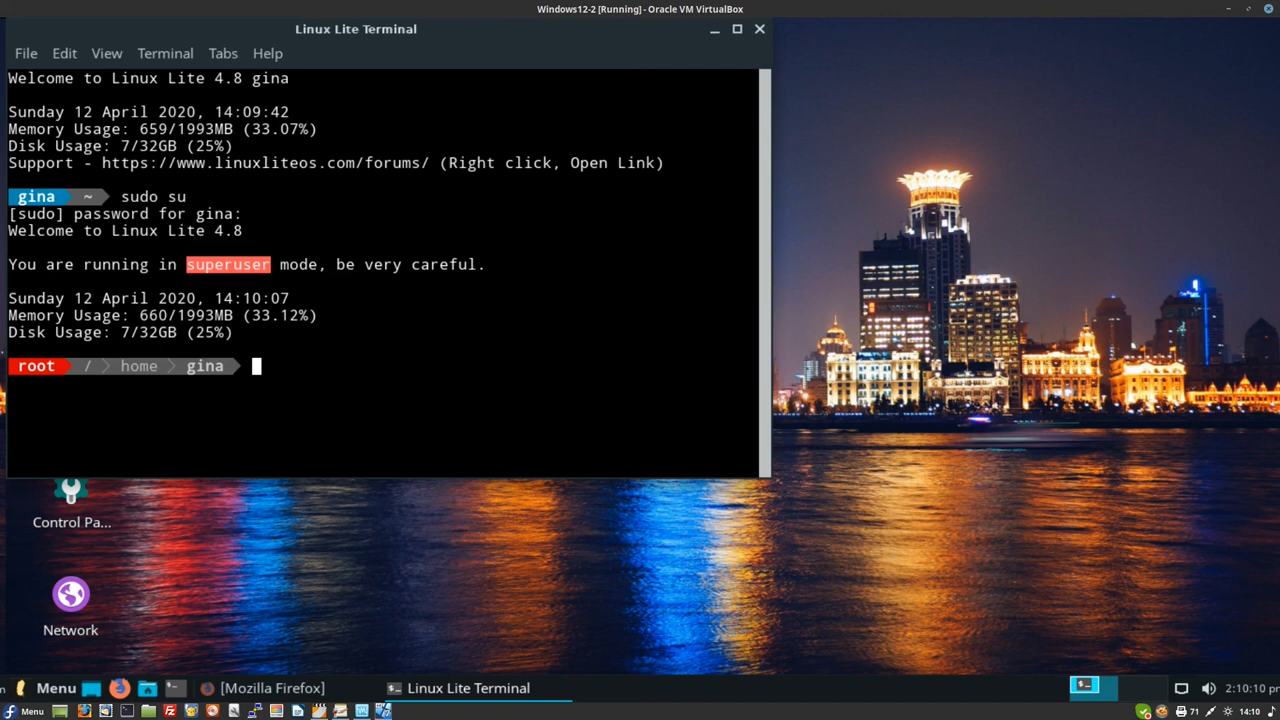 Windows12-2 [Running] - Oracle VM VirtualBox
Linux Lite Terminal
File Edit View Terminal Tabs Help
Welcome to Linux Lite 4.8 gina
Sunday 12 April 2020, 14:09:42
Memory Usage: 659/1993MB (33.07%)
Disk Usage: 7/32GB (25%)
Support - https://www.linuxliteos.com/forums/ (Right click, Open Link)
gina ~ sudo su
[sudo] password for gina:
Welcome to Linux Lite 4.8
You are running in superuser mode, be very careful.
Sunday 12 April 2020, 14:10:07
Memory Usage: 660/1993MB (33.12%)
Disk Usage: 7/32GB (25%)
root / home gina
Control Pa...
Network
Menu [Mozilla Firefox] Linux Lite Terminal 2:10:10 pm
Menu 71 14:10